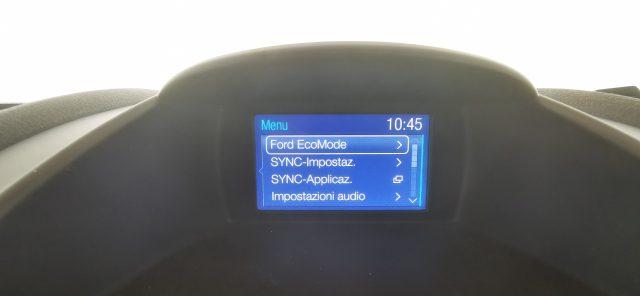 Menu 10:45
Ford EcoMode
SYNC-Impostaz.
SYNC-Applicaz.
Impostazioni audio